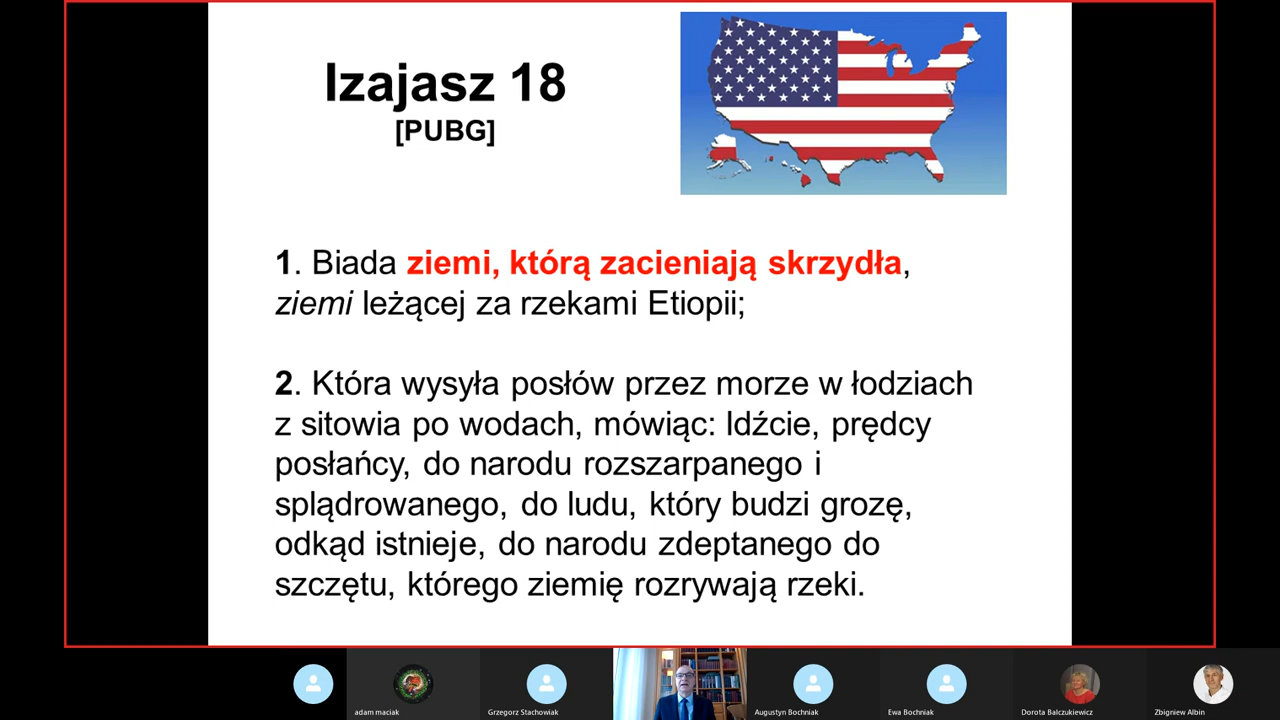 Izajasz 18
[PUBG]
1. Biada ziemi, którą zacieniają skrzydła,
ziemi leżącej za rzekami Etiopii;
2. Która wysyła posłów przez morze w łodziach
z sitowia po wodach, mówiąc: Idźcie, prędcy
posłańcy, do narodu rozszarpanego i
splądrowanego, do ludu, który budzi grozę,
odkąd istnieje, do narodu zdeptanego do
szczętu, którego ziemię rozrywają rzeki.
adam maciak
Grzegorz Stachowiak
Augustyn Bochniak
Ewa Bochniak
Dorota Balczukiewicz
Zbigniew Albin